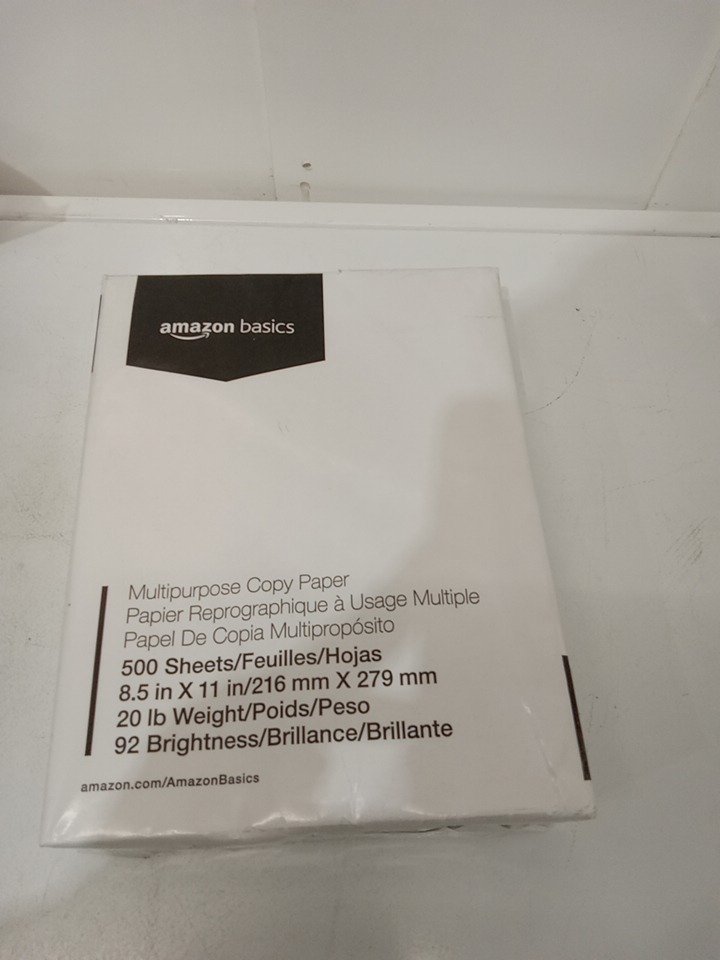 amazon basics
Multipurpose Copy Paper
Papier Reprographique à Usage Multiple
Papel De Copia Multipropósito
500 Sheets/Feuilles/Hojas
8.5 in X 11 in/216 mm X 279 mm
20 lb Weight/Poids/Peso
92 Brightness/Brillance/Brillante
amazon.com/AmazonBasics